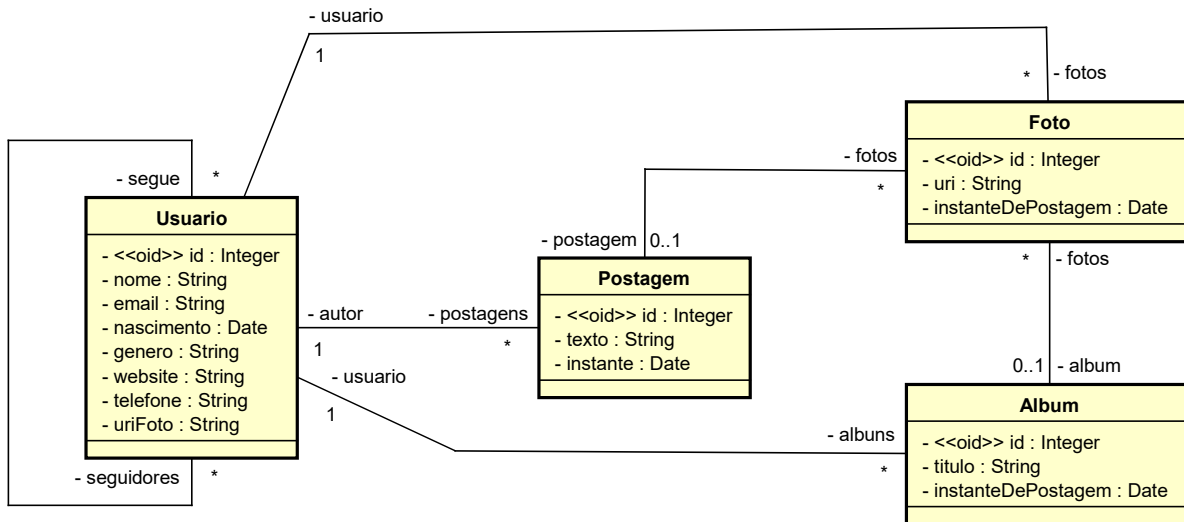 - usuario
1
* - fotos
Foto
- <<oid>> id : Integer
- uri : String
- instanteDePostagem : Date
- fotos
*
- segue *
Usuario
- <<oid>> id : Integer
- nome : String
- email : String
- nascimento : Date
- genero : String
- website : String
- telefone : String
- uriFoto : String
- seguidores *
- postagem 0..1
Postagem
- <<oid>> id : Integer
- texto : String
- instante : Date
- autor
1
- postagens
*
* - fotos
0..1 - album
- usuario
1
- albuns
*
Album
- <<oid>> id : Integer
- titulo : String
- instanteDePostagem : Date